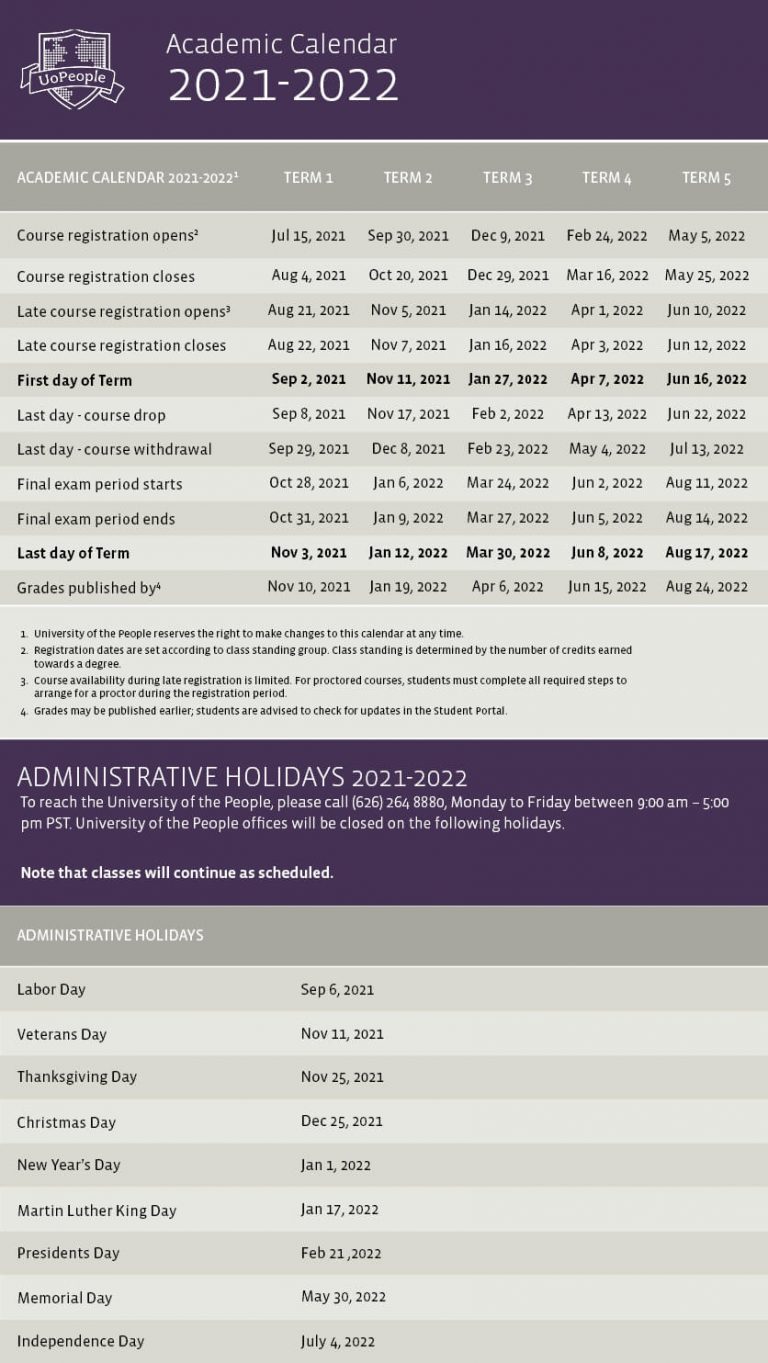 UoPeople
Academic Calendar
2021-2022
ACADEMIC CALENDAR 2021-2022¹ TERM 1 TERM 2 TERM 3 TERM 4 TERM 5
Course registration opens² Jul 15, 2021 Sep 30, 2021 Dec 9, 2021 Feb 24, 2022 May 5, 2022
Course registration closes Aug 4, 2021 Oct 20, 2021 Dec 29, 2021 Mar 16, 2022 May 25, 2022
Late course registration opens³ Aug 21, 2021 Nov 5, 2021 Jan 14, 2022 Apr 1, 2022 Jun 10, 2022
Late course registration closes Aug 22, 2021 Nov 7, 2021 Jan 16, 2022 Apr 3, 2022 Jun 12, 2022
First day of Term Sep 2, 2021 Nov 11, 2021 Jan 27, 2022 Apr 7, 2022 Jun 16, 2022
Last day - course drop Sep 8, 2021 Nov 17, 2021 Feb 2, 2022 Apr 13, 2022 Jun 22, 2022
Last day - course withdrawal Sep 29, 2021 Dec 8, 2021 Feb 23, 2022 May 4, 2022 Jul 13, 2022
Final exam period starts Oct 28, 2021 Jan 6, 2022 Mar 24, 2022 Jun 2, 2022 Aug 11, 2022
Final exam period ends Oct 31, 2021 Jan 9, 2022 Mar 27, 2022 Jun 5, 2022 Aug 14, 2022
Last day of Term Nov 3, 2021 Jan 12, 2022 Mar 30, 2022 Jun 8, 2022 Aug 17, 2022
Grades published by⁴ Nov 10, 2021 Jan 19, 2022 Apr 6, 2022 Jun 15, 2022 Aug 24, 2022
1. University of the People reserves the right to make changes to this calendar at any time.
2. Registration dates are set according to class standing group. Class standing is determined by the number of credits earned
towards a degree.
3. Course availability during late registration is limited. For proctored courses, students must complete all required steps to
arrange for a proctor during the registration period.
4. Grades may be published earlier; students are advised to check for updates in the Student Portal.
ADMINISTRATIVE HOLIDAYS 2021-2022
To reach the University of the People, please call (626) 264 8880, Monday to Friday between 9:00 am – 5:00
pm PST. University of the People offices will be closed on the following holidays.
Note that classes will continue as scheduled.
ADMINISTRATIVE HOLIDAYS
Labor Day Sep 6, 2021
Veterans Day Nov 11, 2021
Thanksgiving Day Nov 25, 2021
Christmas Day Dec 25, 2021
New Year's Day Jan 1, 2022
Martin Luther King Day Jan 17, 2022
Presidents Day Feb 21 ,2022
Memorial Day May 30, 2022
Independence Day July 4, 2022